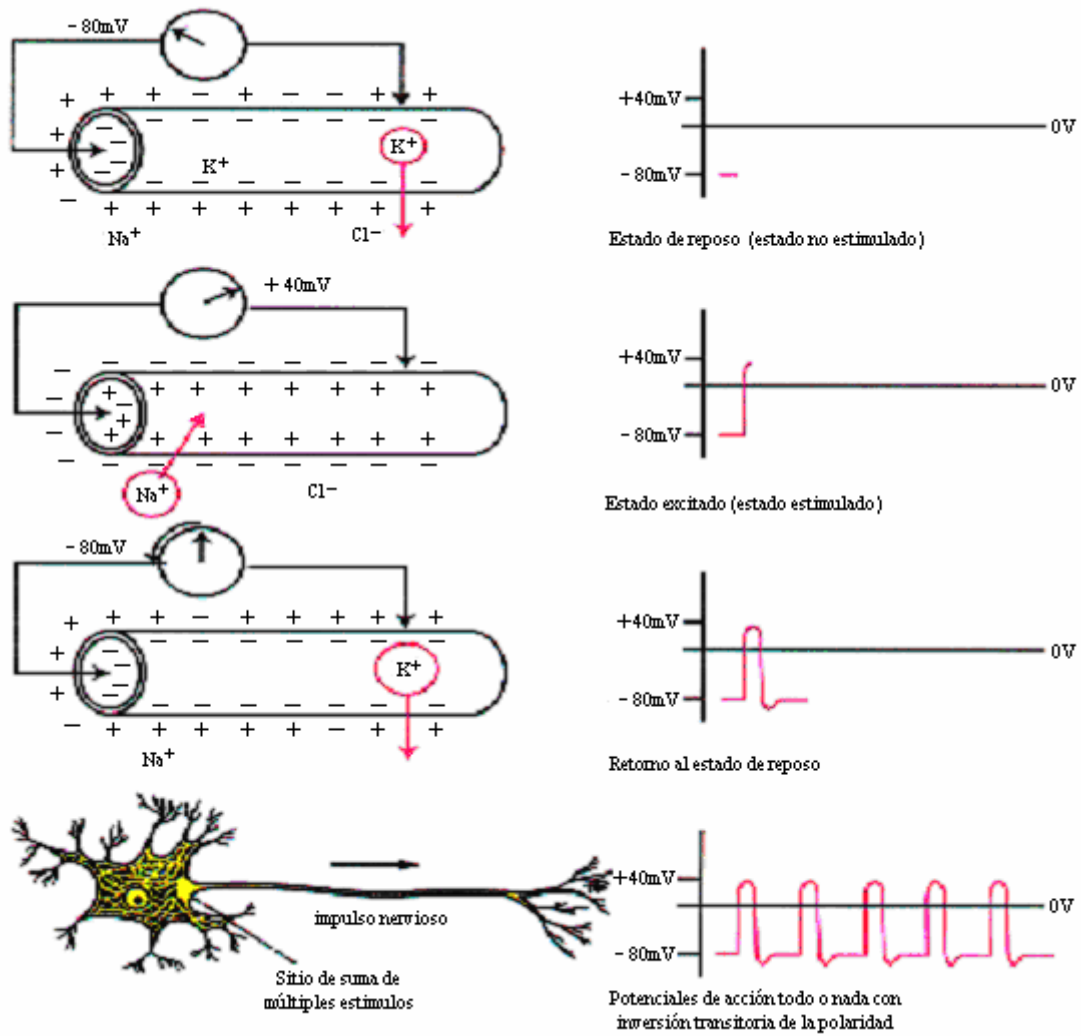 - 80mV
K+
K+
Na+
Cl−
+40mV
0V
- 80mV
Estado de reposo (estado no estimulado)
+ 40mV
Na+
Cl−
+40mV
0V
- 80mV
Estado excitado (estado estimulado)
- 80mV
K+
Na+
+40mV
0V
- 80mV
Retorno al estado de reposo
impulso nervioso
Sitio de suma de
múltiples estimulos
+40mV
0V
- 80mV
Potenciales de acción todo o nada con
inversión transitoria de la polaridad